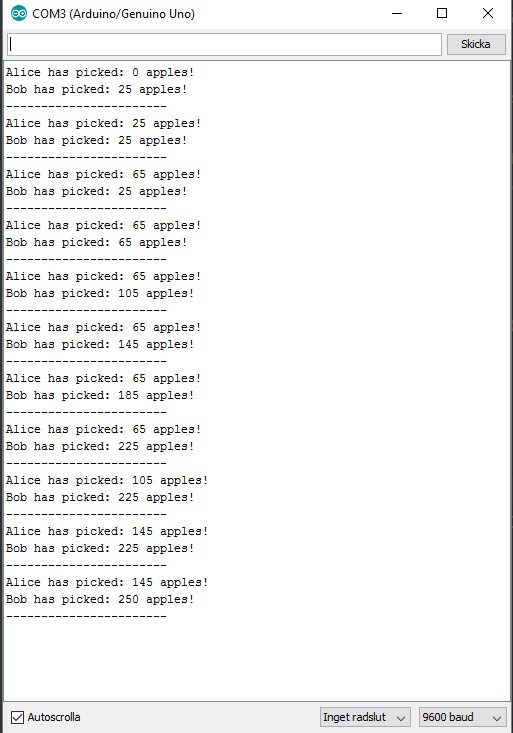 COM3 (Arduino/Genuino Uno)
Skicka
Alice has picked: 0 apples!
Bob has picked: 25 apples!
-----------------------
Alice has picked: 25 apples!
Bob has picked: 25 apples!
-----------------------
Alice has picked: 65 apples!
Bob has picked: 25 apples!
-----------------------
Alice has picked: 65 apples!
Bob has picked: 65 apples!
-----------------------
Alice has picked: 65 apples!
Bob has picked: 105 apples!
-----------------------
Alice has picked: 65 apples!
Bob has picked: 145 apples!
-----------------------
Alice has picked: 65 apples!
Bob has picked: 185 apples!
-----------------------
Alice has picked: 65 apples!
Bob has picked: 225 apples!
-----------------------
Alice has picked: 105 apples!
Bob has picked: 225 apples!
-----------------------
Alice has picked: 145 apples!
Bob has picked: 225 apples!
-----------------------
Alice has picked: 145 apples!
Bob has picked: 250 apples!
-----------------------
Autoscrolla Inget radslut 9600 baud